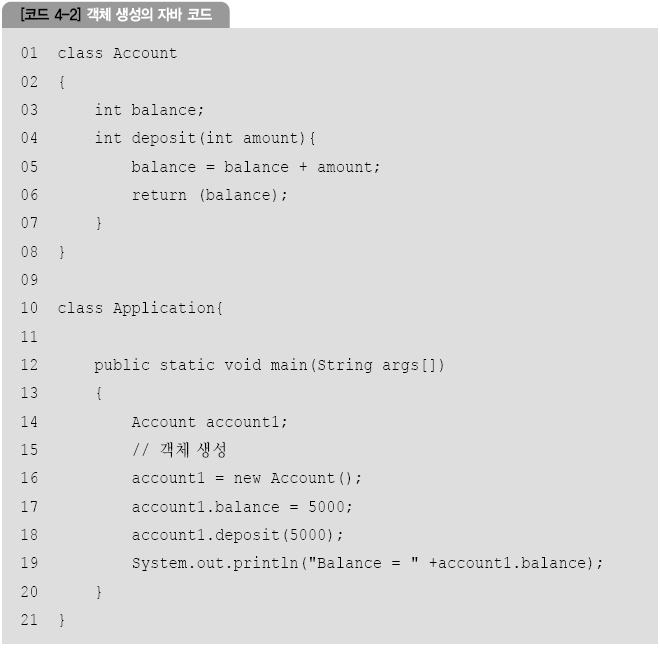 [코드 4-2] 객체 생성의 자바 코드
01 class Account
02 {
03     int balance;
04     int deposit(int amount){
05         balance = balance + amount;
06         return (balance);
07     }
08 }
09
10 class Application{
11
12     public static void main(String args[])
13     {
14         Account account1;
15         // 객체 생성
16         account1 = new Account();
17         account1.balance = 5000;
18         account1.deposit(5000);
19         System.out.println("Balance = " +account1.balance);
20     }
21 }